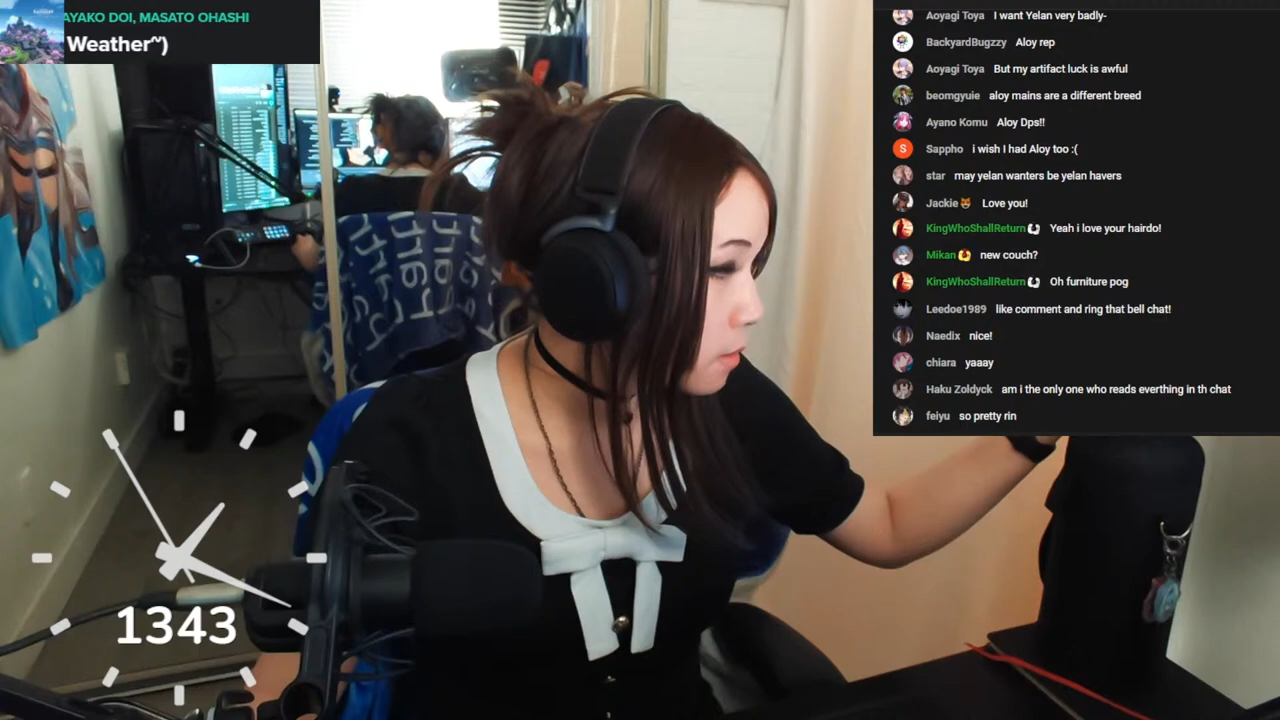 AYAKO DOI, MASATO OHASHI
Weather~)
Aoyagi Toya I want Yelan very badly-
BackyardBugzzy Aloy rep
Aoyagi Toya But my artifact luck is awful
beomgyuie aloy mains are a different breed
Ayano Komu Aloy Dps!!
S Sappho i wish I had Aloy too :(
star may yelan wanters be yelan havers
Jackie Love you!
KingWhoShallReturn Yeah i love your hairdo!
Mikan new couch?
KingWhoShallReturn Oh furniture pog
Leedoe1989 like comment and ring that bell chat!
Naedix nice!
chiara yaaay
Haku Zoldyck am i the only one who reads everthing in th chat
feiyu so pretty rin
1343